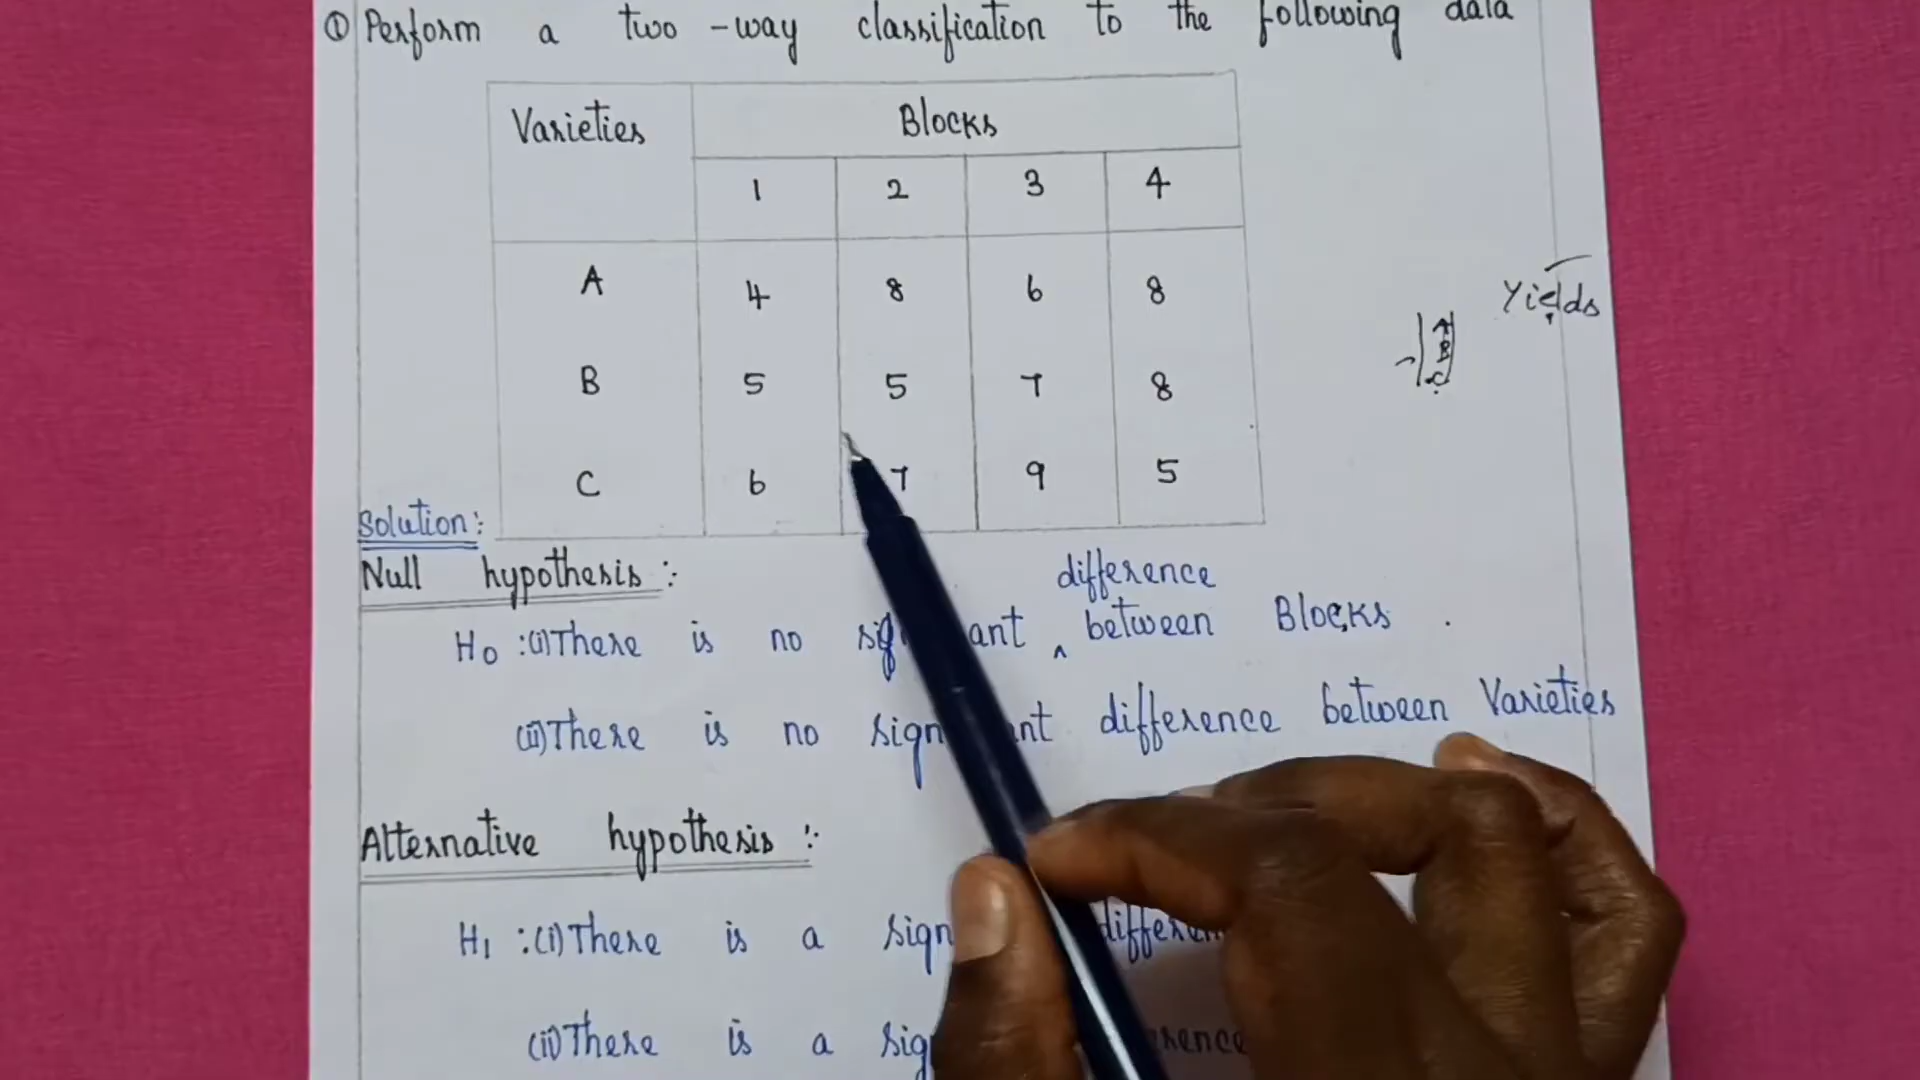 ① Perform a two-way classification to the following data
Varieties Blocks
1 2 3 4
A 4 8 6 8
B 5 5 7 8
C 6 7 9 5
Yields
A
B
C
Solution:
Null hypothesis:
difference
H0 :(i)There is no between Blocks.
(ii)There is no difference between Varieties
Alternative hypothesis:
H1 :(i)There is a
(ii)There is a